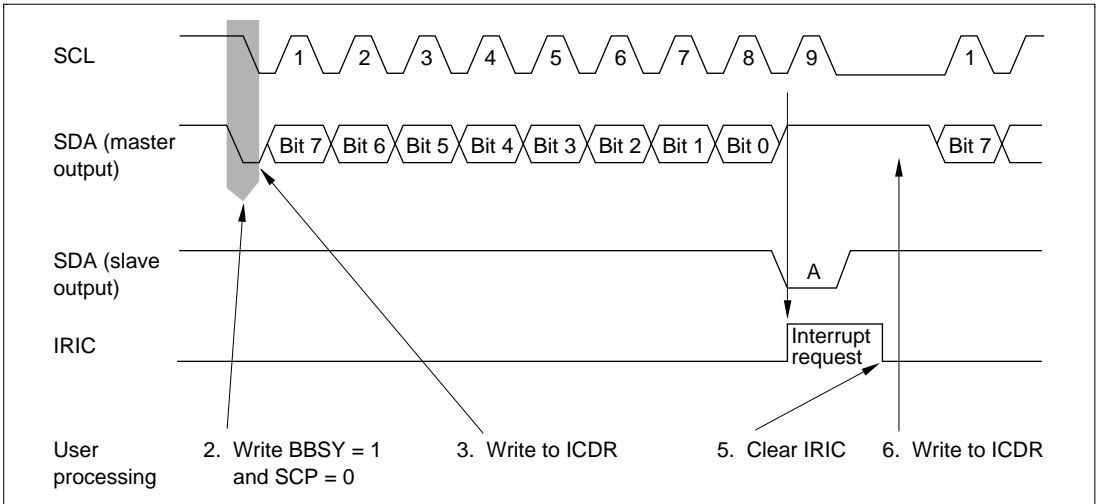 SCL
1 2 3 4 5 6 7 8 9 1
SDA (master
output)
Bit 7 Bit 6 Bit 5 Bit 4 Bit 3 Bit 2 Bit 1 Bit 0 Bit 7
SDA (slave
output)
A
IRIC
Interrupt
request
User
processing
2. Write BBSY = 1
and SCP = 0
3. Write to ICDR
5. Clear IRIC
6. Write to ICDR